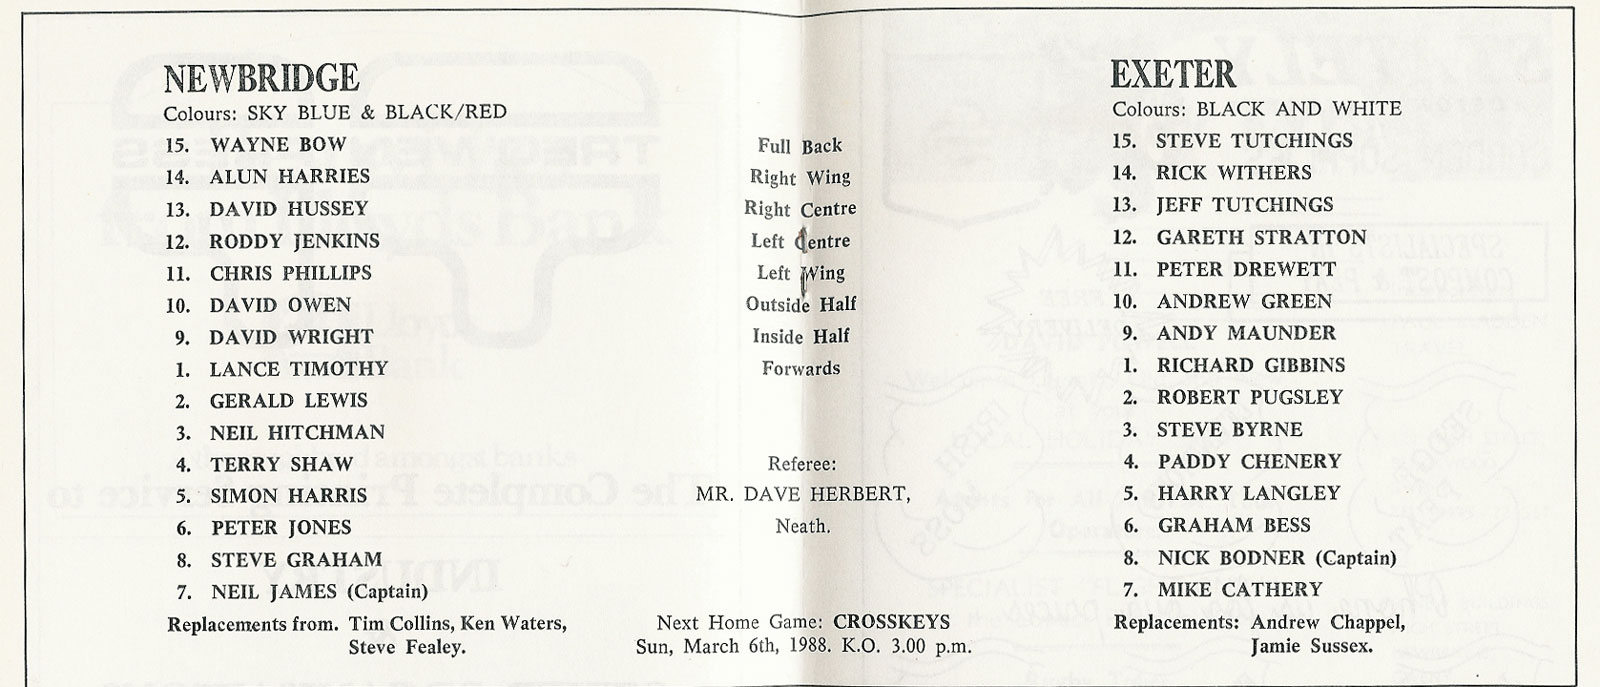 NEWBRIDGE
Colours: SKY BLUE & BLACK/RED
15. WAYNE BOW
14. ALUN HARRIES
13. DAVID HUSSEY
12. RODDY JENKINS
11. CHRIS PHILLIPS
10. DAVID OWEN
9. DAVID WRIGHT
1. LANCE TIMOTHY
2. GERALD LEWIS
3. NEIL HITCHMAN
4. TERRY SHAW
5. SIMON HARRIS
6. PETER JONES
8. STEVE GRAHAM
7. NEIL JAMES (Captain)
Replacements from. Tim Collins, Ken Waters,
Steve Fealey.
Full Back
Right Wing
Right Centre
Left Centre
Left Wing
Outside Half
Inside Half
Forwards
Referee:
MR. DAVE HERBERT,
Neath.
Next Home Game: CROSSKEYS
Sun, March 6th, 1988. K.O. 3.00 p.m.
EXETER
Colours: BLACK AND WHITE
15. STEVE TUTCHINGS
14. RICK WITHERS
13. JEFF TUTCHINGS
12. GARETH STRATTON
11. PETER DREWETT
10. ANDREW GREEN
9. ANDY MAUNDER
1. RICHARD GIBBINS
2. ROBERT PUGSLEY
3. STEVE BYRNE
4. PADDY CHENERY
5. HARRY LANGLEY
6. GRAHAM BESS
8. NICK BODNER (Captain)
7. MIKE CATHERY
Replacements: Andrew Chappel,
Jamie Sussex.